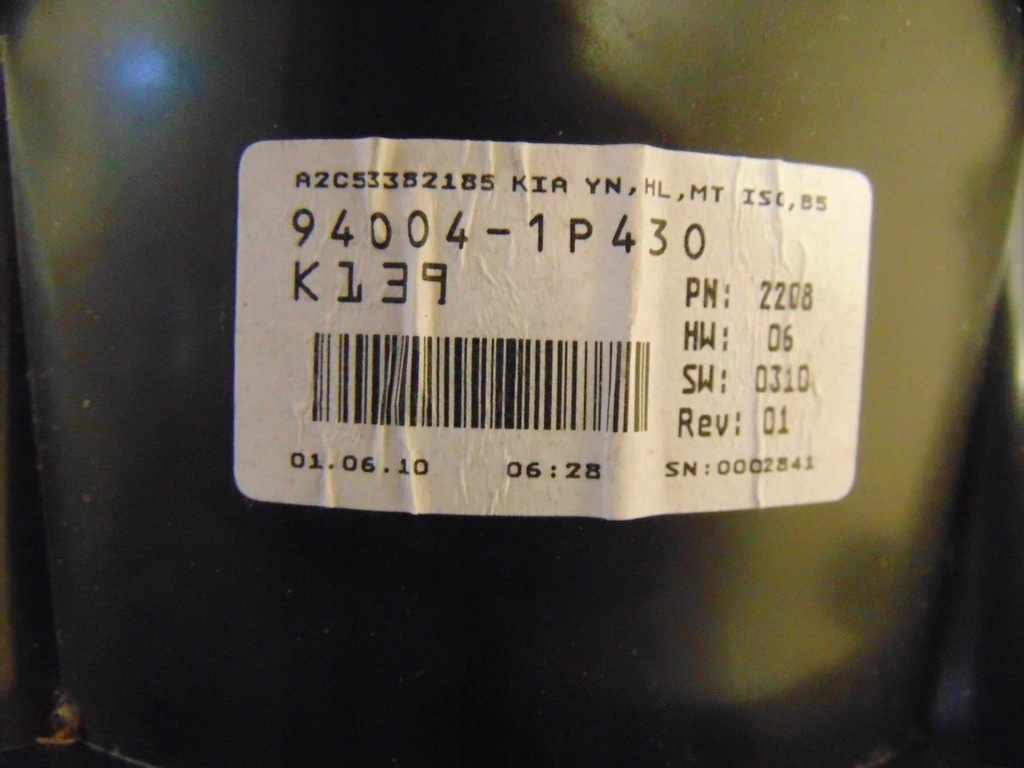 A2C53382185 KIA YN,HL,MT ISO,B5
94004-1P430
K139
PN: 2208
HW: 06
SW: 0310
Rev: 01
01.06.10 06:28 SN:0002841